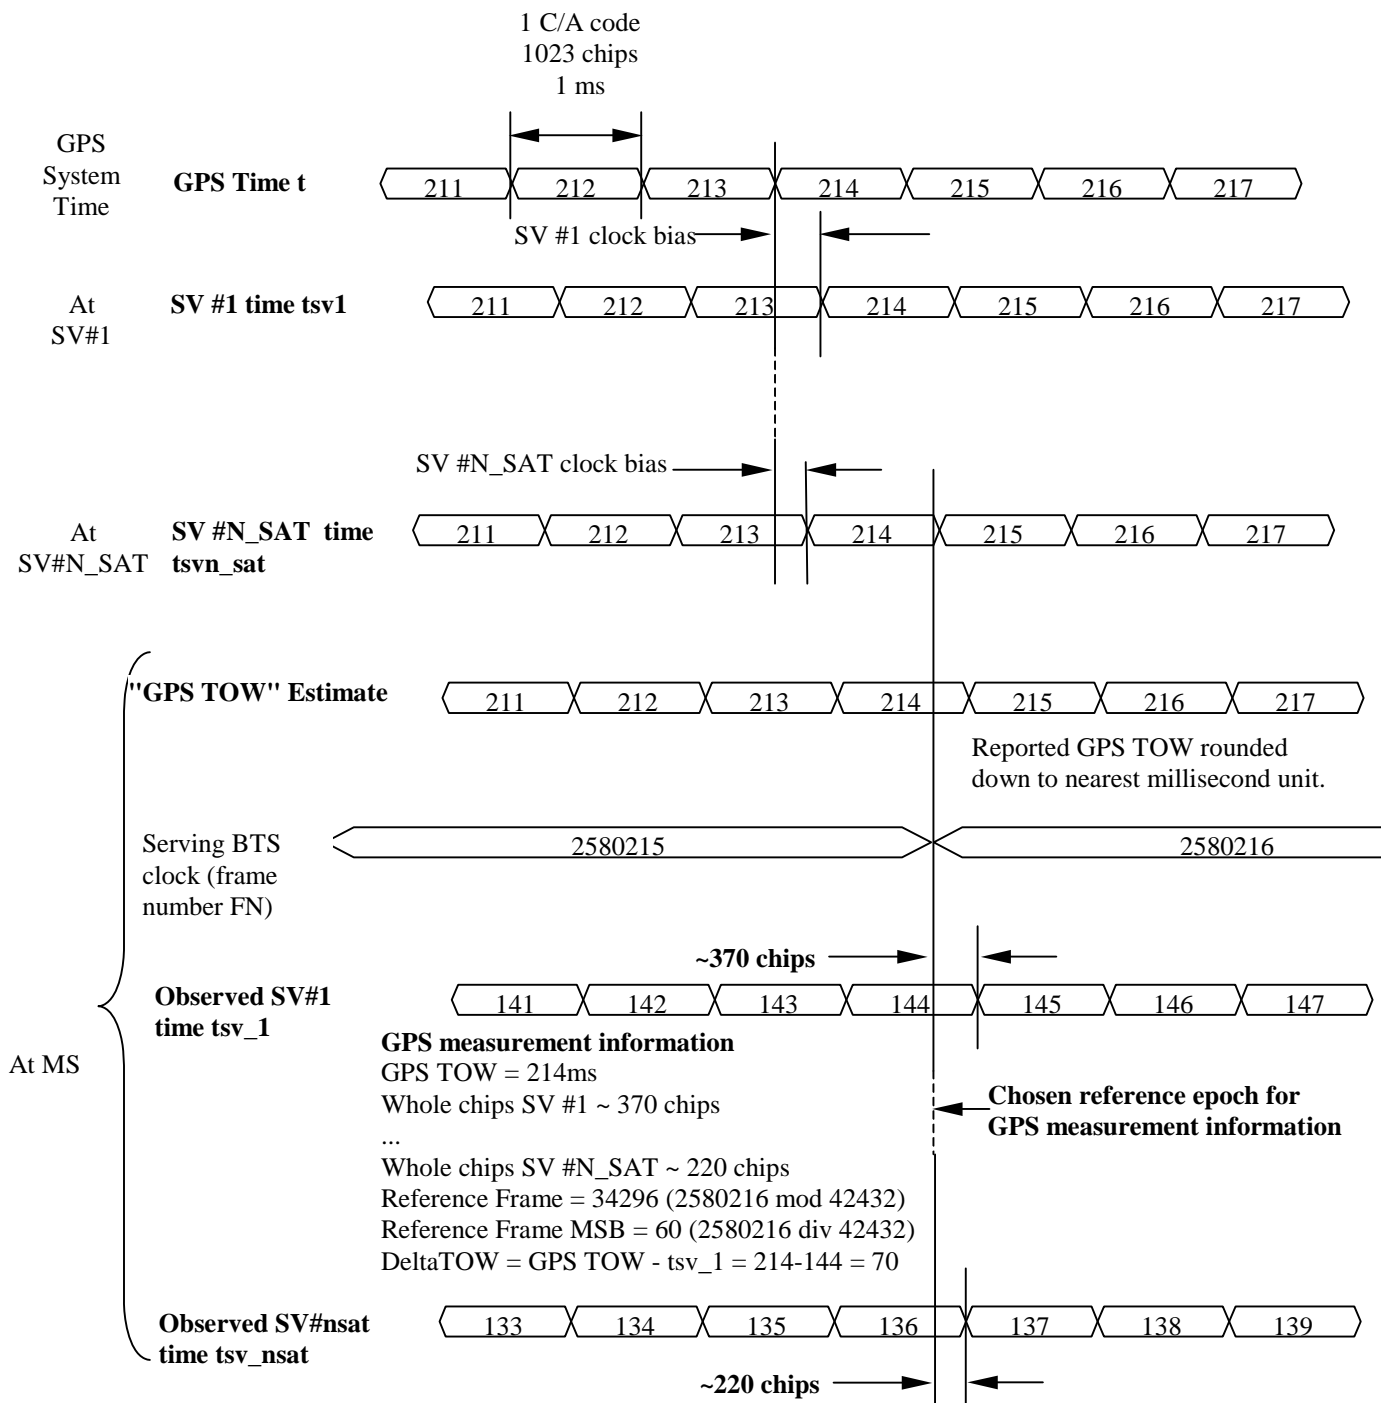 1 C/A code
1023 chips
1 ms
GPS
System
Time
GPS Time t
211 212 213 214 215 216 217
SV #1 clock bias
At
SV#1
SV #1 time tsv1
211 212 213 214 215 216 217
SV #N_SAT clock bias
At
SV#N_SAT
SV #N_SAT time
tsvn_sat
211 212 213 214 215 216 217
At MS
"GPS TOW" Estimate
211 212 213 214 215 216 217
Reported GPS TOW rounded
down to nearest millisecond unit.
Serving BTS
clock (frame
number FN)
2580215 2580216
~370 chips
Observed SV#1
time tsv_1
141 142 143 144 145 146 147
GPS measurement information
GPS TOW = 214ms
Whole chips SV #1 ~ 370 chips
...
Whole chips SV #N_SAT ~ 220 chips
Reference Frame = 34296 (2580216 mod 42432)
Reference Frame MSB = 60 (2580216 div 42432)
DeltaTOW = GPS TOW - tsv_1 = 214-144 = 70
Chosen reference epoch for
GPS measurement information
Observed SV#nsat
time tsv_nsat
133 134 135 136 137 138 139
~220 chips